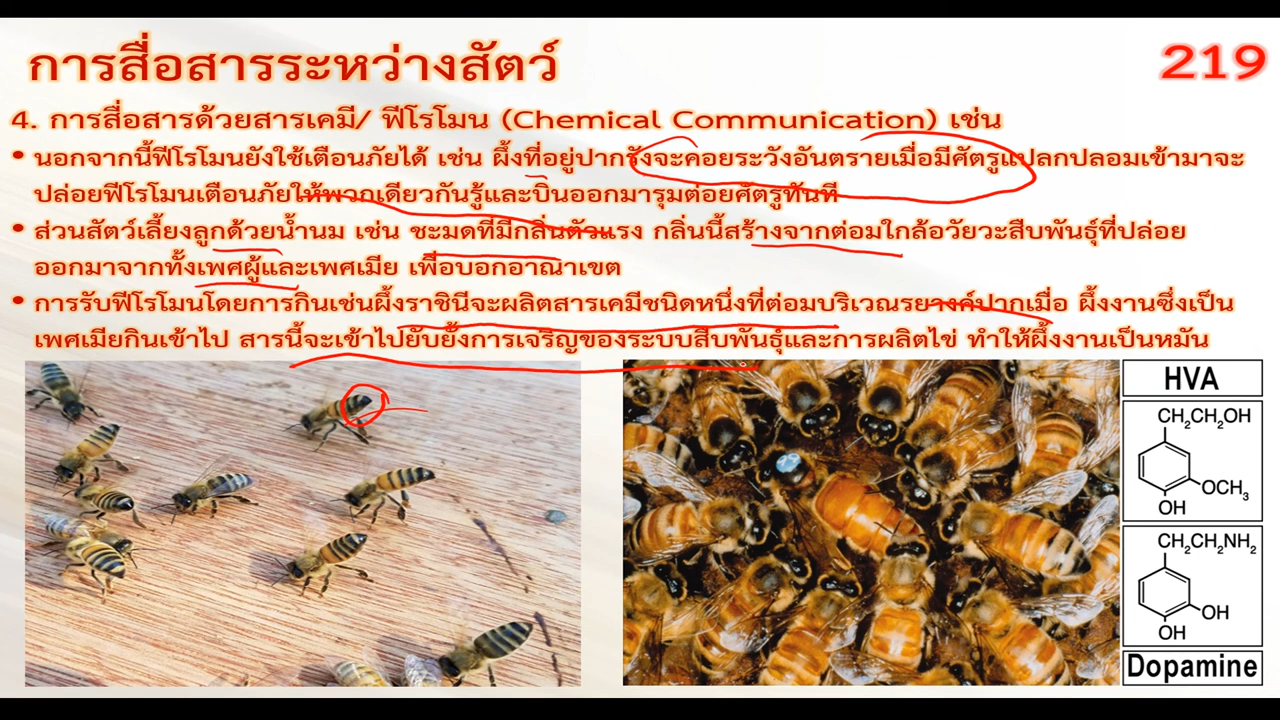 การสื่อสารระหว่างสัตว์
219
4. การสื่อสารด้วยสารเคมี/ ฟีโรโมน (Chemical Communication) เช่น
• นอกจากนี้ฟีโรโมนยังใช้เตือนภัยได้ เช่น ผึ้งที่อยู่ปากรังจะคอยระวังอันตรายเมื่อมีศัตรูแปลกปลอมเข้ามาจะ
ปล่อยฟีโรโมนเตือนภัยให้พวกเดียวกันรู้และบินออกมารุมต่อยศัตรูทันที
• ส่วนสัตว์เลี้ยงลูกด้วยน้ำนม เช่น ชะมดที่มีกลิ่นตัวแรง กลิ่นนี้สร้างจากต่อมใกล้อวัยวะสืบพันธุ์ที่ปล่อย
ออกมาจากทั้งเพศผู้และเพศเมีย เพื่อบอกอาณาเขต
• การรับฟีโรโมนโดยการกินเช่นผึ้งราชินีจะผลิตสารเคมีชนิดหนึ่งที่ต่อมบริเวณรยางค์ปากเมื่อ ผึ้งงานซึ่งเป็น
เพศเมียกินเข้าไป สารนี้จะเข้าไปยับยั้งการเจริญของระบบสืบพันธุ์และการผลิตไข่ ทำให้ผึ้งงานเป็นหมัน
HVA
CH₂CH₂OH
OCH₃
OH
CH₂CH₂NH₂
OH
OH
Dopamine